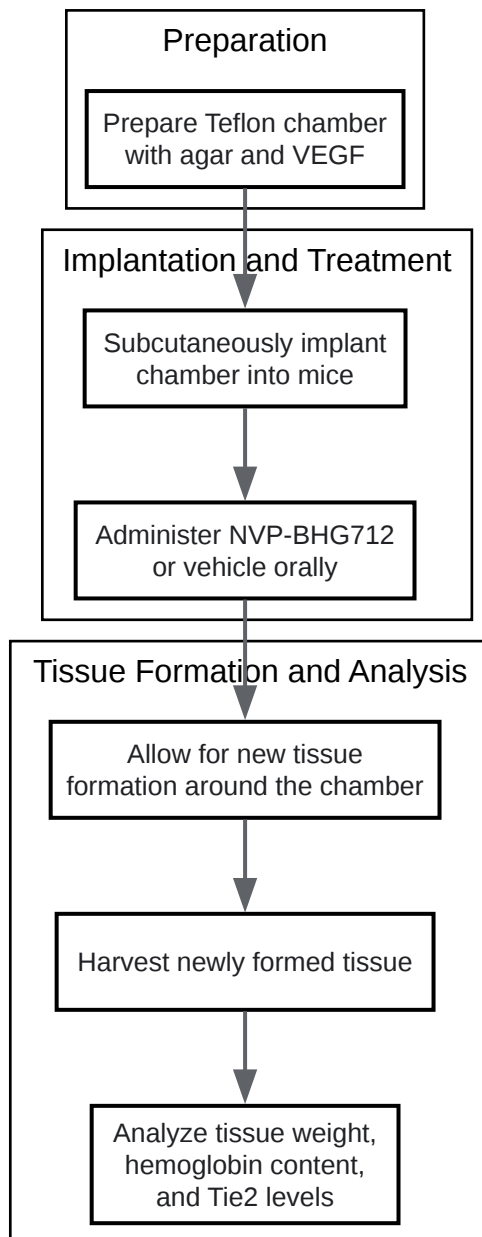 Preparation
Prepare Teflon chamber
with agar and VEGF
Implantation and Treatment
Subcutaneously implant
chamber into mice
Administer NVP-BHG712
or vehicle orally
Tissue Formation and Analysis
Allow for new tissue
formation around the chamber
Harvest newly formed tissue
Analyze tissue weight,
hemoglobin content,
and Tie2 levels